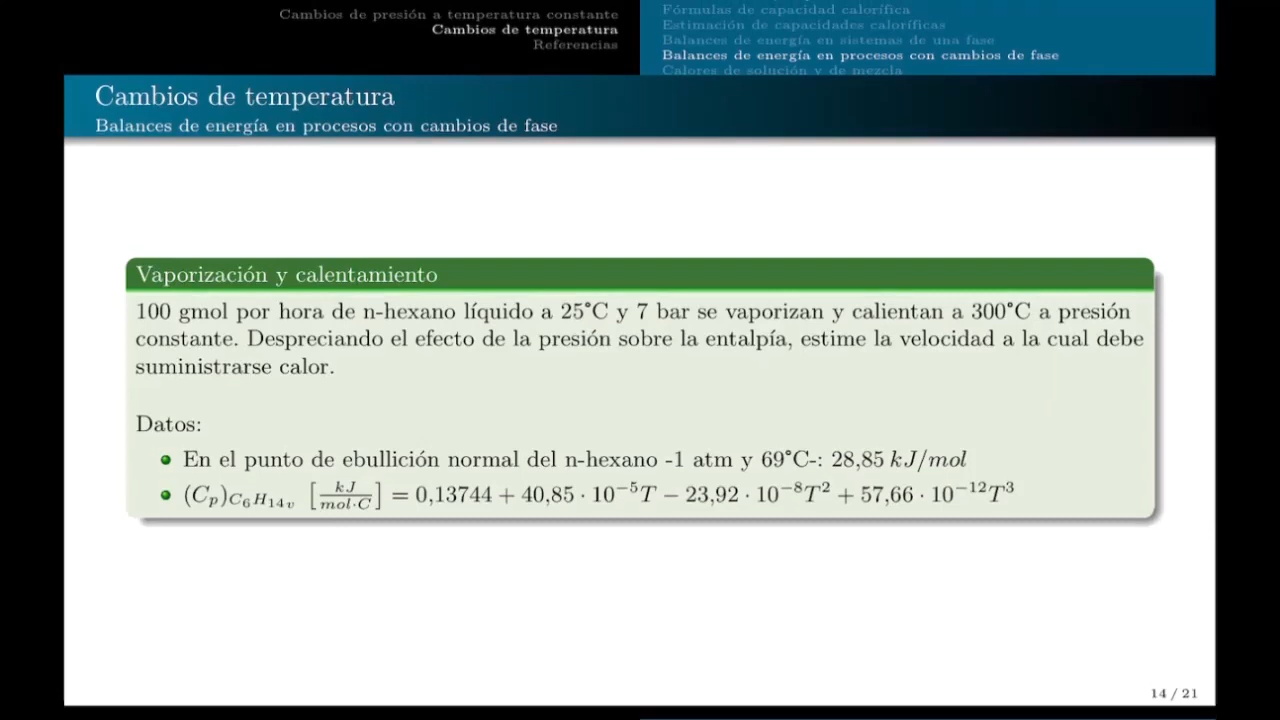 Cambios de presión a temperatura constante
Cambios de temperatura
Referencias
Fórmulas de capacidad calorífica
Estimación de capacidades caloríficas
Balances de energía en sistemas de una fase
Balances de energía en procesos con cambios de fase
Calores de solución y de mezcla
Cambios de temperatura
Balances de energía en procesos con cambios de fase
Vaporización y calentamiento
100 gmol por hora de n-hexano líquido a 25°C y 7 bar se vaporizan y calientan a 300°C a presión
constante. Despreciando el efecto de la presión sobre la entalpía, estime la velocidad a la cual debe
suministrarse calor.
Datos:
En el punto de ebullición normal del n-hexano -1 atm y 69°C-: 28,85 kJ/mol
(C_p)_{C_6H_{14v}} [kJ/mol·C] = 0,13744 + 40,85 · 10^{-5}T − 23,92 · 10^{-8}T^2 + 57,66 · 10^{-12}T^3
14 / 21